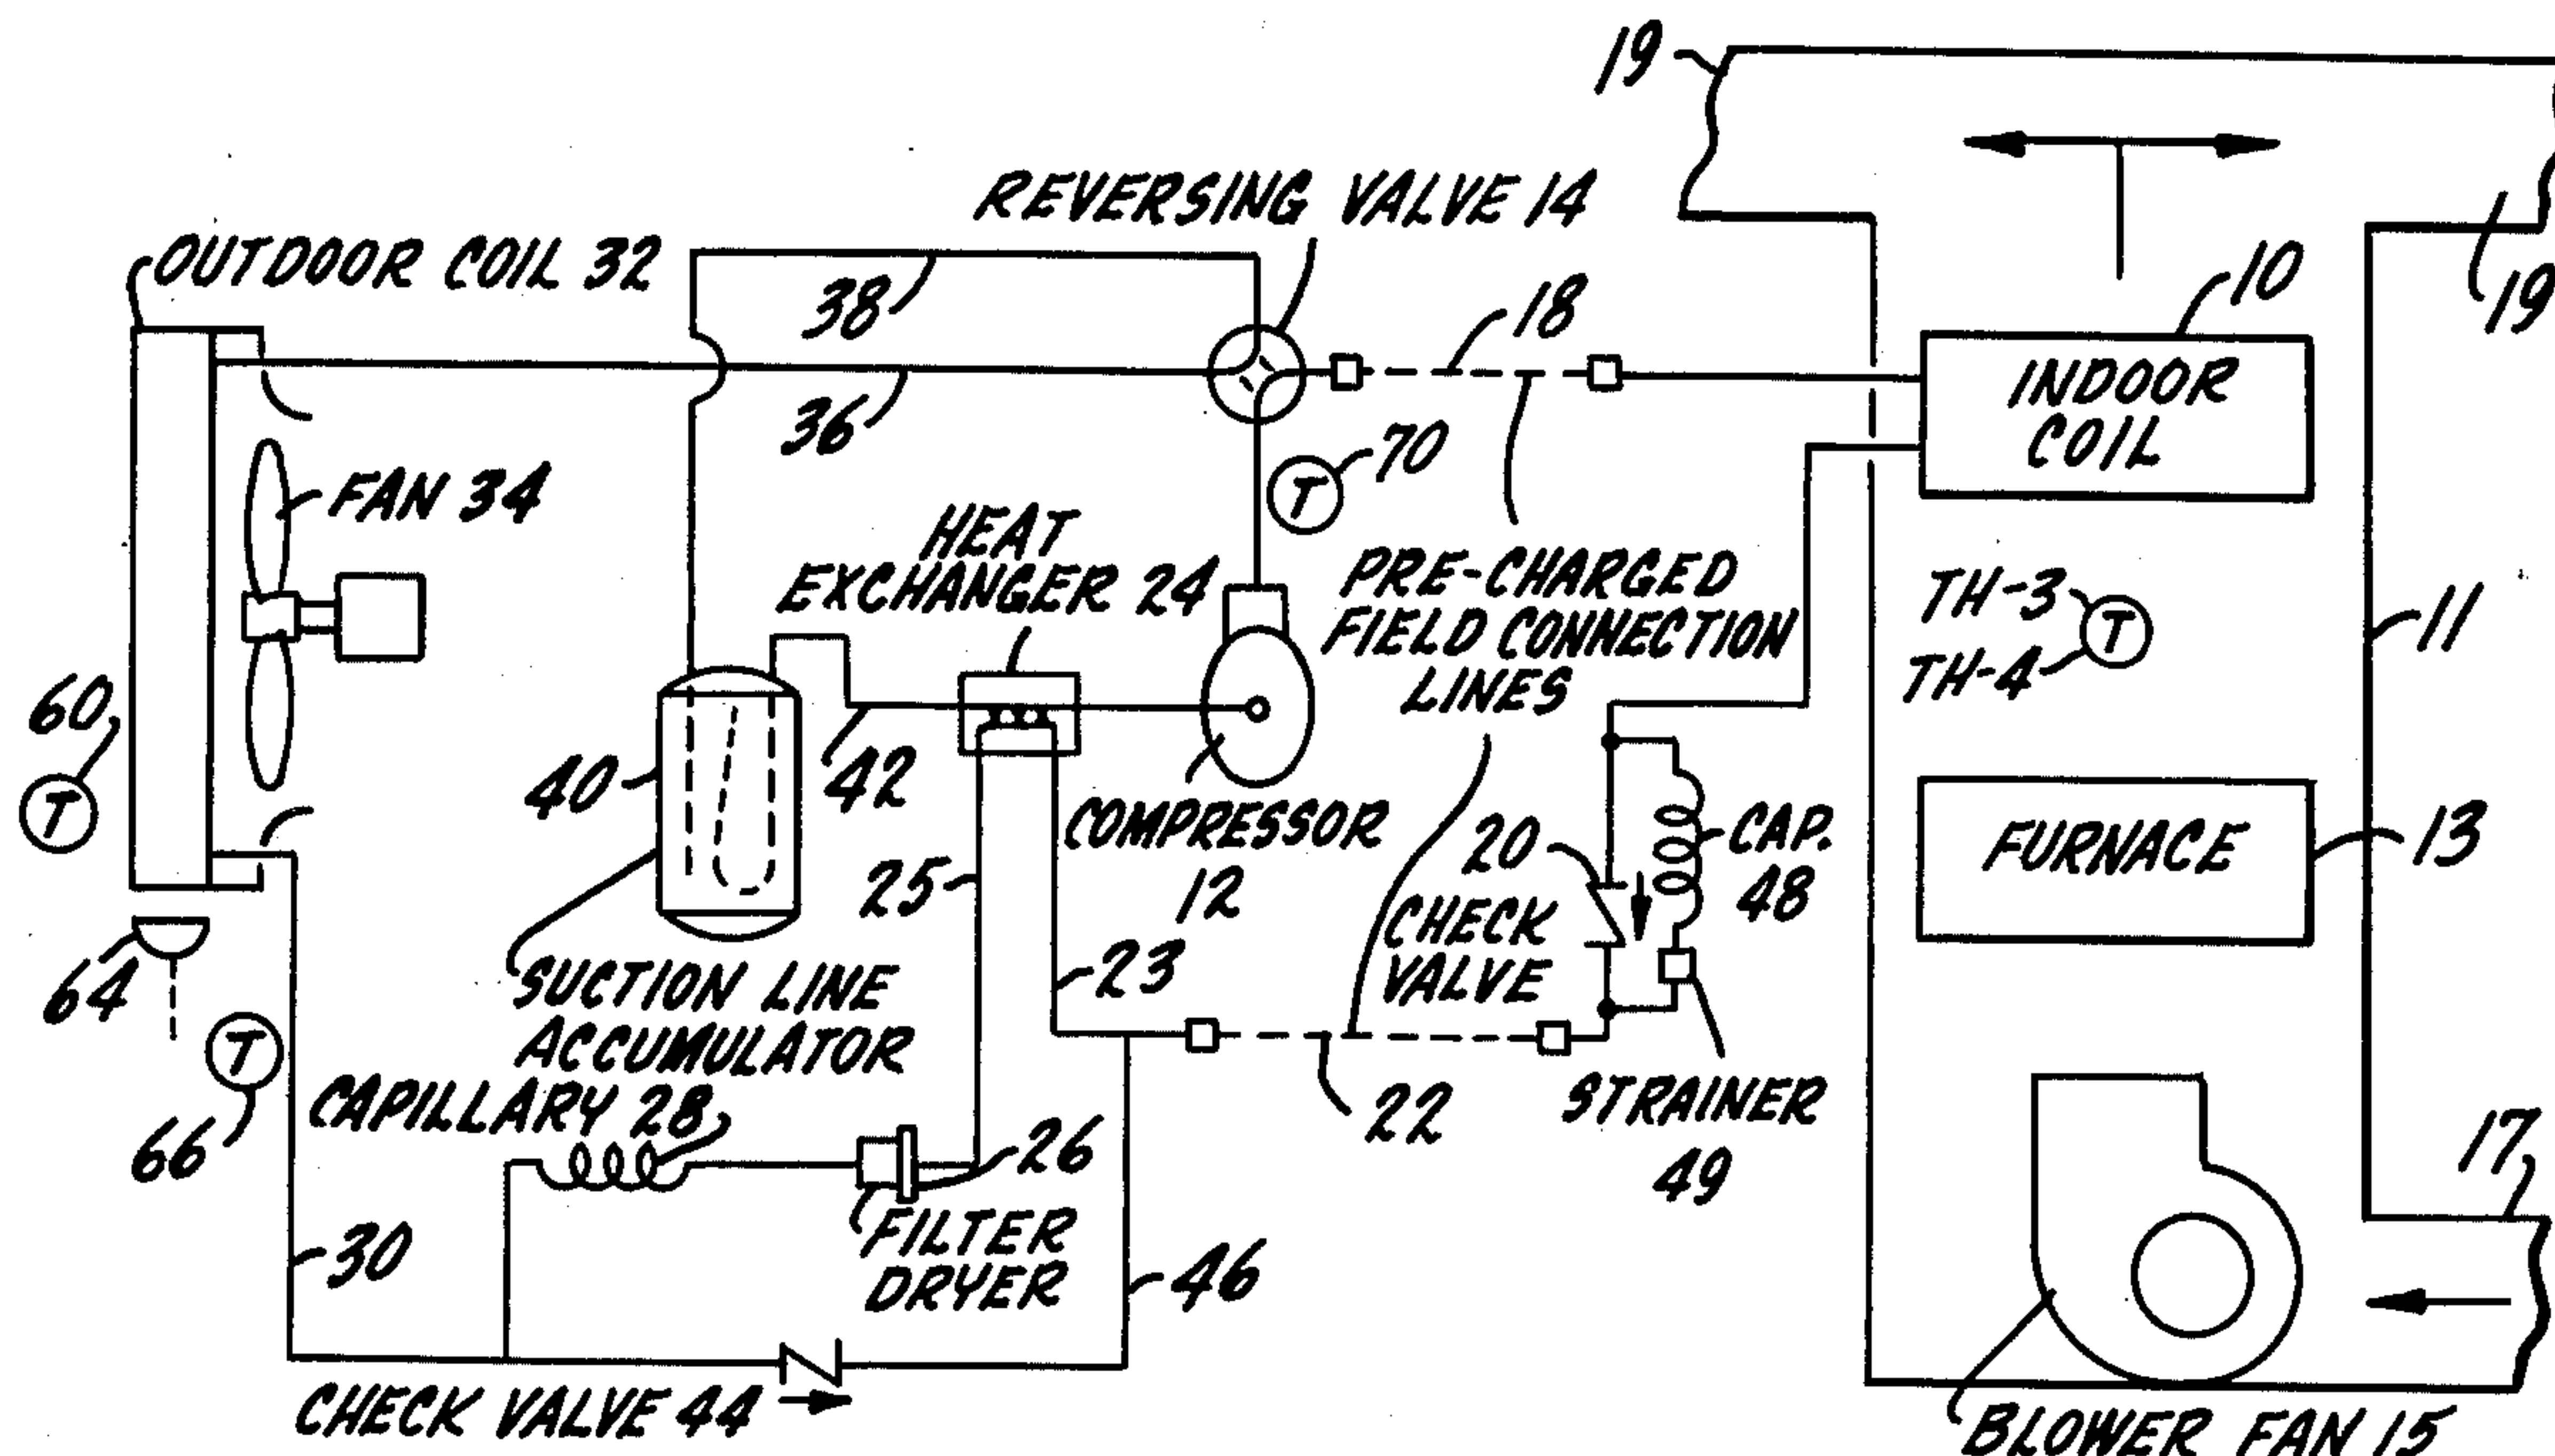 19
REVERSING VALVE 14
OUTDOOR COIL 32
38
18
10
19
INDOOR
COIL
36
70
T
FAN 34
HEAT
EXCHANGER 24
PRE-CHARGED
FIELD CONNECTION
LINES
TH-3
TH-4
T
11
60
T
40
42
COMPRESSOR
12
20
CHECK
VALVE
CAP.
48
FURNACE
13
25
23
64
SUCTION LINE
ACCUMULATOR
T
66
CAPILLARY 28
26
22
STRAINER
49
17
FILTER
DRYER
30
46
CHECK VALVE 44
BLOWER FAN 15